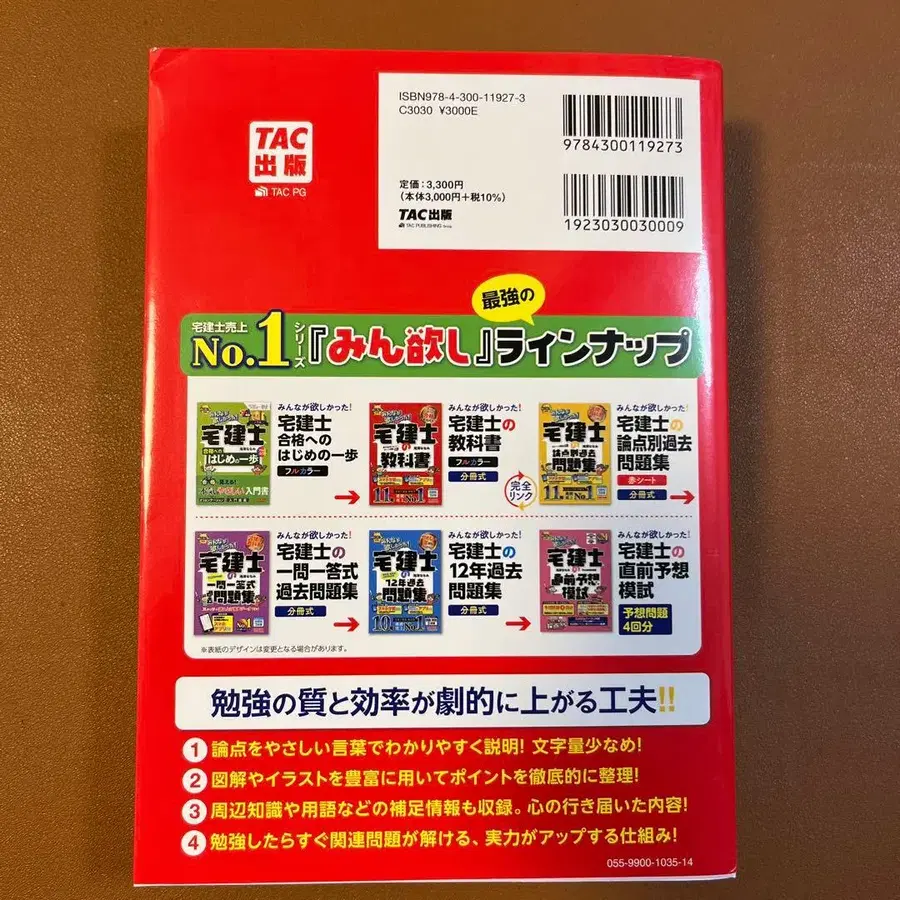 ISBN978-4-300-11927-3
C3030 ¥3000E
9784300119273
TAC
出版
TAC PG
定価:3,300円
(本体3,000円+税10%)
TAC出版
TAC PUBLISHING Group
1923030030009
最強の
宅建士売上
No.1シリーズ『みん欲し』ラインナップ
みんなが欲しかった!
宅建士
合格への
はじめの一歩
フルカラー
みんなが欲しかった!
宅建士の
教科書
フルカラー
分冊式
完全
リンク
みんなが欲しかった!
宅建士の
論点別過去
問題集
赤シート
分冊式
みんなが欲しかった!
宅建士の
一問一答式
過去問題集
分冊式
みんなが欲しかった!
宅建士の
12年過去
問題集
分冊式
みんなが欲しかった!
宅建士の
直前予想
模試
予想問題
4回分
※表紙のデザインは変更となる場合があります。
勉強の質と効率が劇的に上がる工夫!!
1 論点をやさしい言葉でわかりやすく説明! 文字量少なめ!
2 図解やイラストを豊富に用いてポイントを徹底的に整理!
3 周辺知識や用語などの補足情報も収録。心の行き届いた内容!
4 勉強したらすぐ関連問題が解ける、実力がアップする仕組み!
055-9900-1035-14